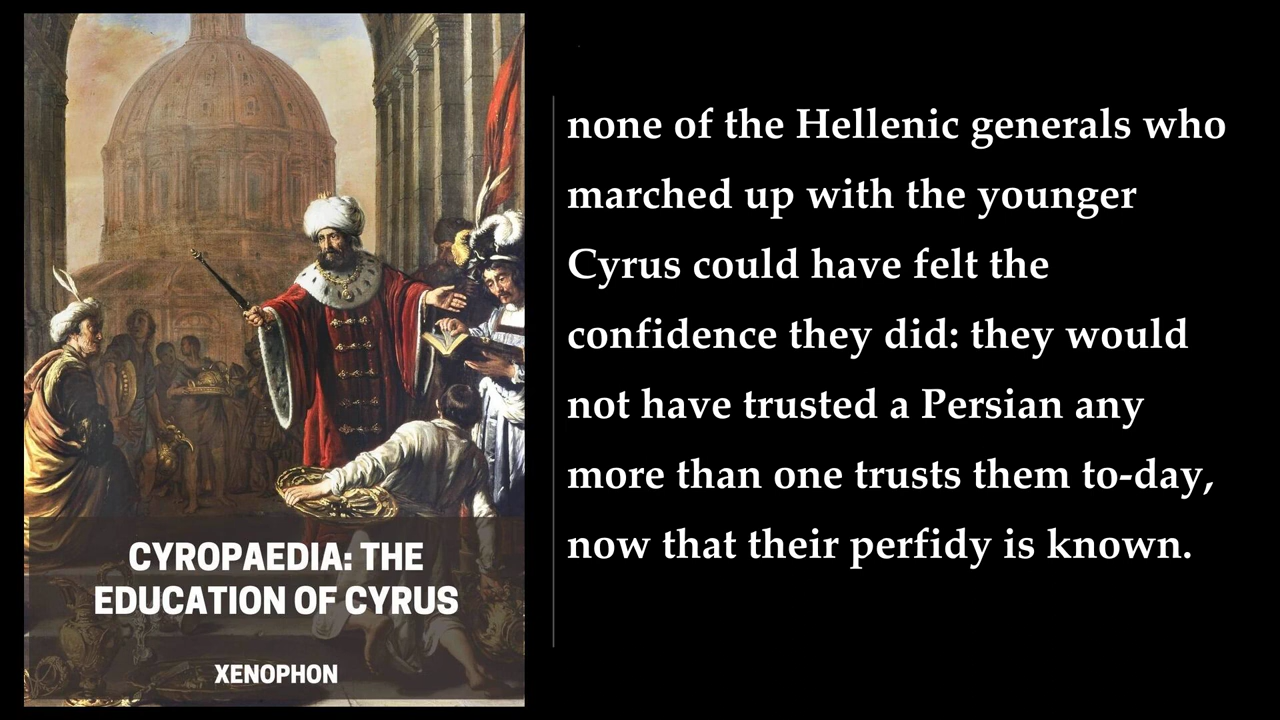 CYROPAEDIA: THE
EDUCATION OF CYRUS
XENOPHON
none of the Hellenic generals who
marched up with the younger
Cyrus could have felt the
confidence they did: they would
not have trusted a Persian any
more than one trusts them to-day,
now that their perfidy is known.